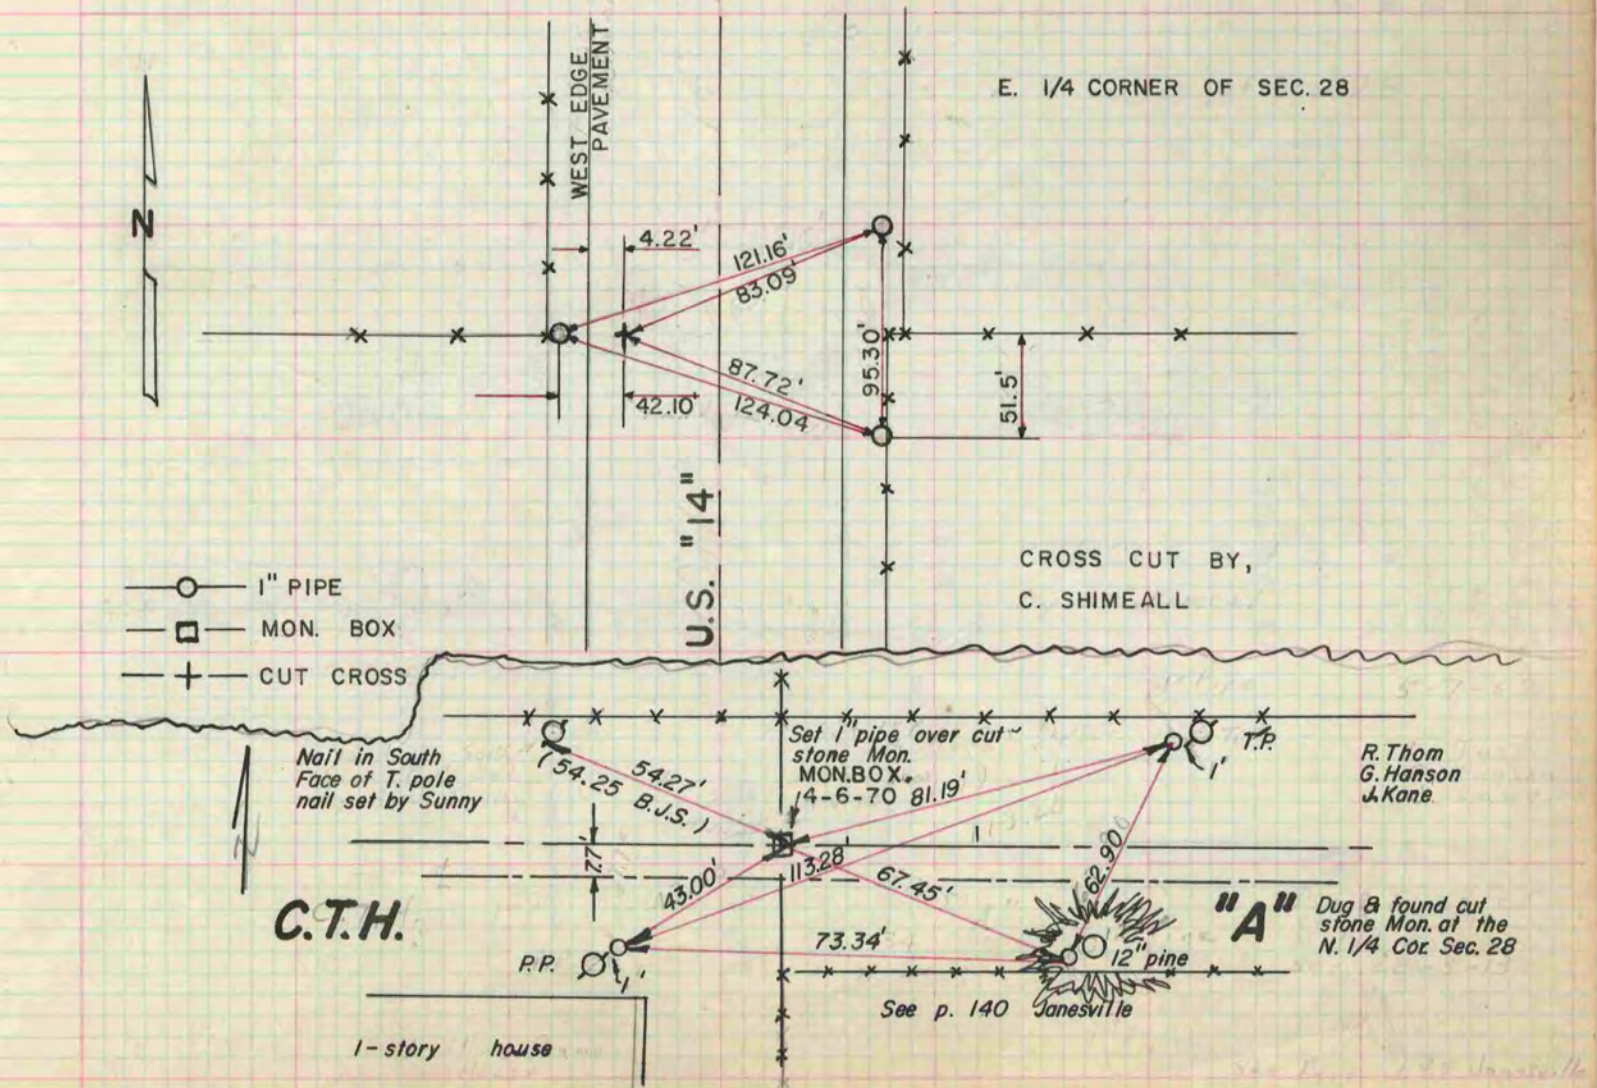 WEST EDGE
PAVEMENT
E. 1/4 CORNER OF SEC. 28
N
4.22'
121.16'
83.09'
87.72'
124.04
42.10'
95.30'
51.5'
U.S. "14"
CROSS CUT BY,
C. SHIMEALL
1" PIPE
MON. BOX
CUT CROSS
Nail in South
Face of T. pole
nail set by Sunny
54.27'
(54.25 B.J.S.)
Set 1" pipe over cut
stone Mon.
MON.BOX.
4-6-70
81.19'
T.P.
1'
R. Thom
G. Hanson
J. Kane
7.7'
43.00'
113.28'
67.45'
62.90
C.T.H.
"A"
Dug & found cut
stone Mon. at the
N. 1/4 Cor. Sec. 28
P.P.
1'
73.34'
12" pine
See p. 140 Janesville
1-story house